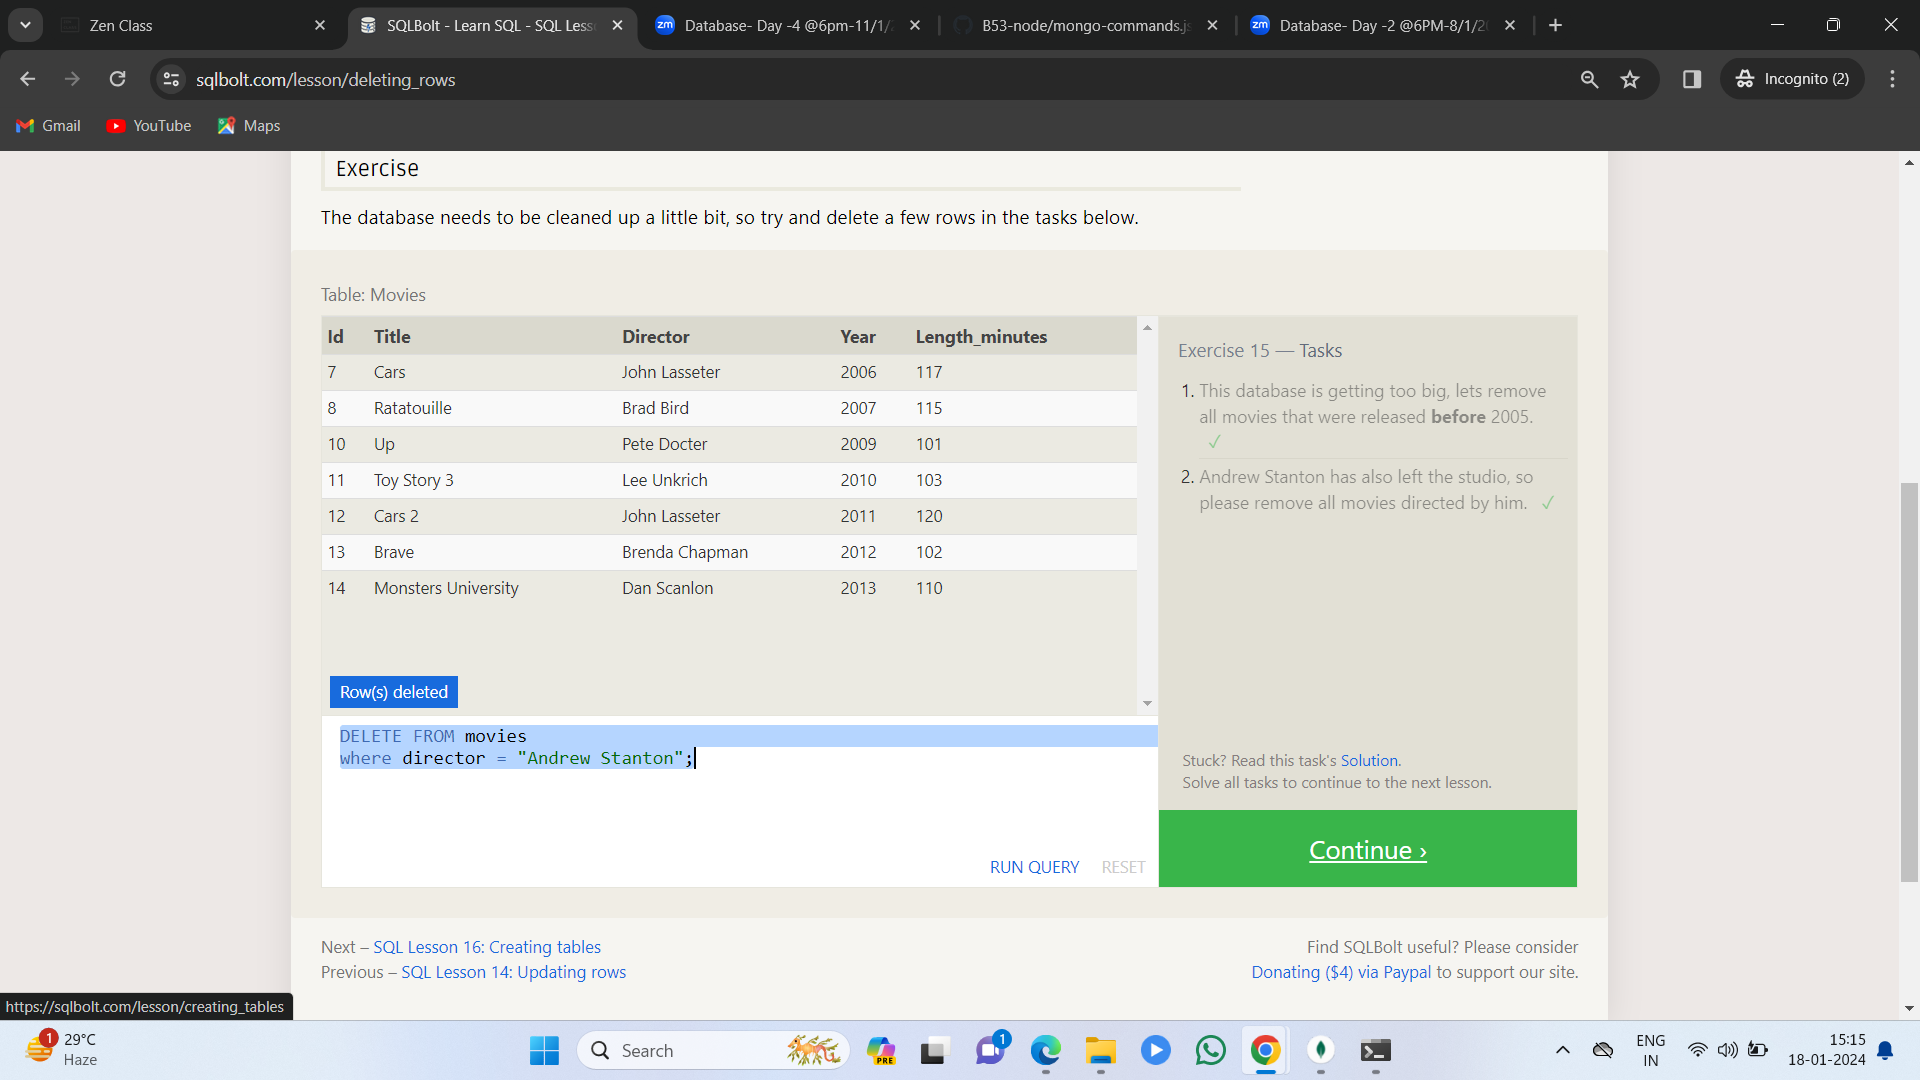 Zen Class
SQLBolt - Learn SQL - SQL Less
Database- Day -4 @6pm-11/1/
B53-node/mongo-commands.js
Database- Day -2 @6PM-8/1/2
sqlbolt.com/lesson/deleting_rows
Incognito (2)
Gmail
YouTube
Maps
Exercise
The database needs to be cleaned up a little bit, so try and delete a few rows in the tasks below.
Table: Movies
Id Title Director Year Length_minutes
7 Cars John Lasseter 2006 117
8 Ratatouille Brad Bird 2007 115
10 Up Pete Docter 2009 101
11 Toy Story 3 Lee Unkrich 2010 103
12 Cars 2 John Lasseter 2011 120
13 Brave Brenda Chapman 2012 102
14 Monsters University Dan Scanlon 2013 110
Row(s) deleted
DELETE FROM movies
where director = "Andrew Stanton";
RUN QUERY RESET
Exercise 15 — Tasks
1. This database is getting too big, lets remove
all movies that were released before 2005.
✓
2. Andrew Stanton has also left the studio, so
please remove all movies directed by him. ✓
Stuck? Read this task's Solution.
Solve all tasks to continue to the next lesson.
Continue ›
Next – SQL Lesson 16: Creating tables
Previous – SQL Lesson 14: Updating rows
Find SQLBolt useful? Please consider
Donating ($4) via Paypal to support our site.
https://sqlbolt.com/lesson/creating_tables
1
29°C
Haze
Search
PRE
1
ENG
IN
15:15
18-01-2024